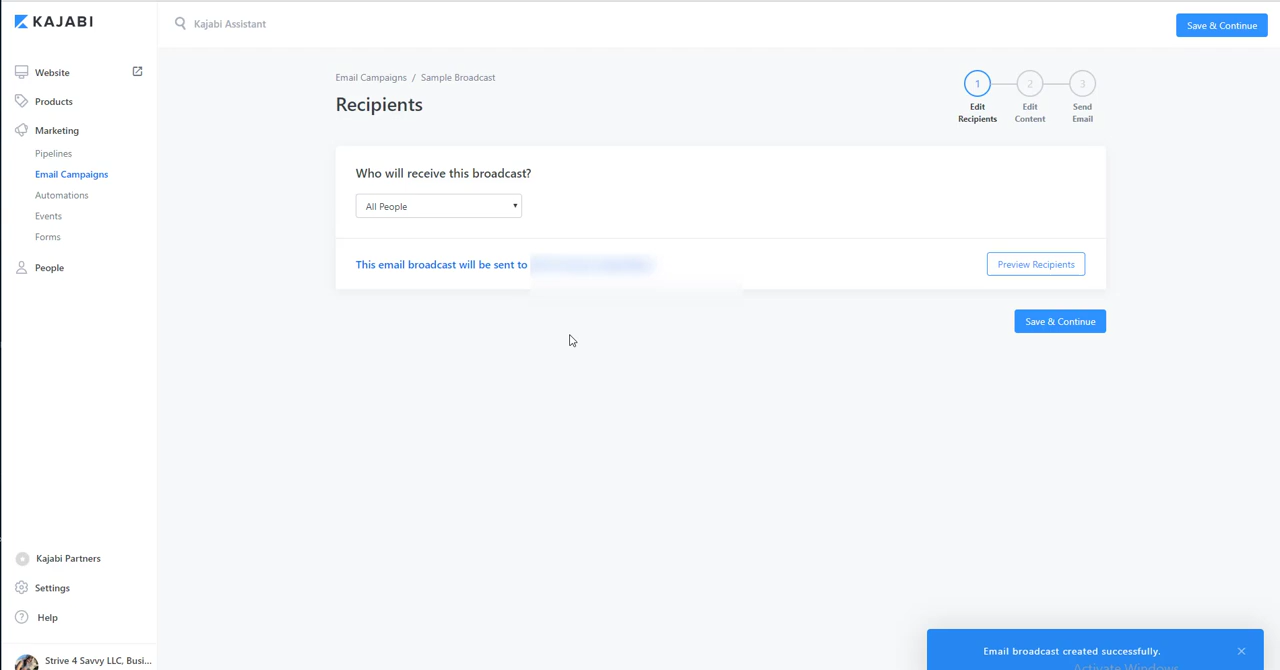 KAJABI
Kajabi Assistant
Save & Continue
Website
Products
Marketing
Pipelines
Email Campaigns
Automations
Events
Forms
People
Kajabi Partners
Settings
Help
Strive 4 Savvy LLC, Busi...
Email Campaigns / Sample Broadcast
Recipients
1
Edit
Recipients
2
Edit
Content
3
Send
Email
Who will receive this broadcast?
All People
This email broadcast will be sent to
Preview Recipients
Save & Continue
Email broadcast created successfully.
Activate Windows